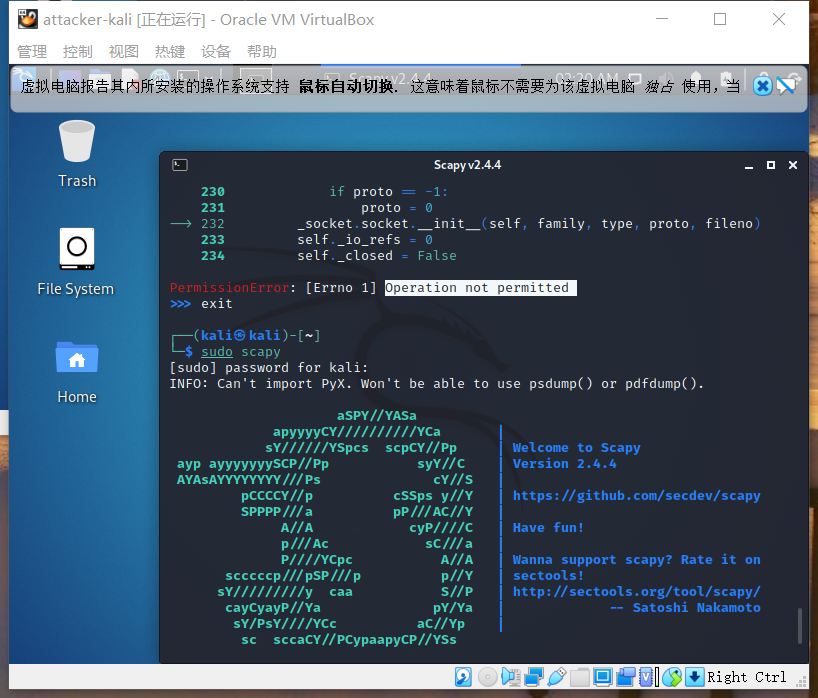 attacker-kali [正在运行] - Oracle VM VirtualBox
管理 控制 视图 热键 设备 帮助
虚拟电脑报告其内所安装的操作系统支持 鼠标自动切换. 这意味着鼠标不需要为该虚拟电脑 独占 使用，当
Trash
File System
Home
Scapy v2.4.4
230 if proto == -1:
231 proto = 0
—> 232 _socket.socket.__init__(self, family, type, proto, fileno)
233 self._io_refs = 0
234 self._closed = False
PermissionError: [Errno 1] Operation not permitted
>>> exit
┌──(kali㉿kali)-[~]
└─$ sudo scapy
[sudo] password for kali:
INFO: Can't import PyX. Won't be able to use psdump() or pdfdump().
aSPY//YASa
apyyyyCY//////////YCa |
sY//////YSpcs scpCY//Pp | Welcome to Scapy
ayp ayyyyyyySCP//Pp syY//C | Version 2.4.4
AYAsAYYYYYYYY///Ps cY//S |
pCCCCY//p cSSps y//Y | https://github.com/secdev/scapy
SPPPP///a pP///AC//Y |
A//A cyP////C | Have fun!
p///Ac sC///a |
P////YCpc A//A | Wanna support scapy? Rate it on
scccccp///pSP///p p//Y | sectools!
sY/////////y caa S//P | http://sectools.org/tool/scapy/
cayCyayP//Ya pY/Ya | -- Satoshi Nakamoto
sY/PsY////YCc aC//Yp |
sc sccaCY//PCypaapyCP//YSs
Right Ctrl